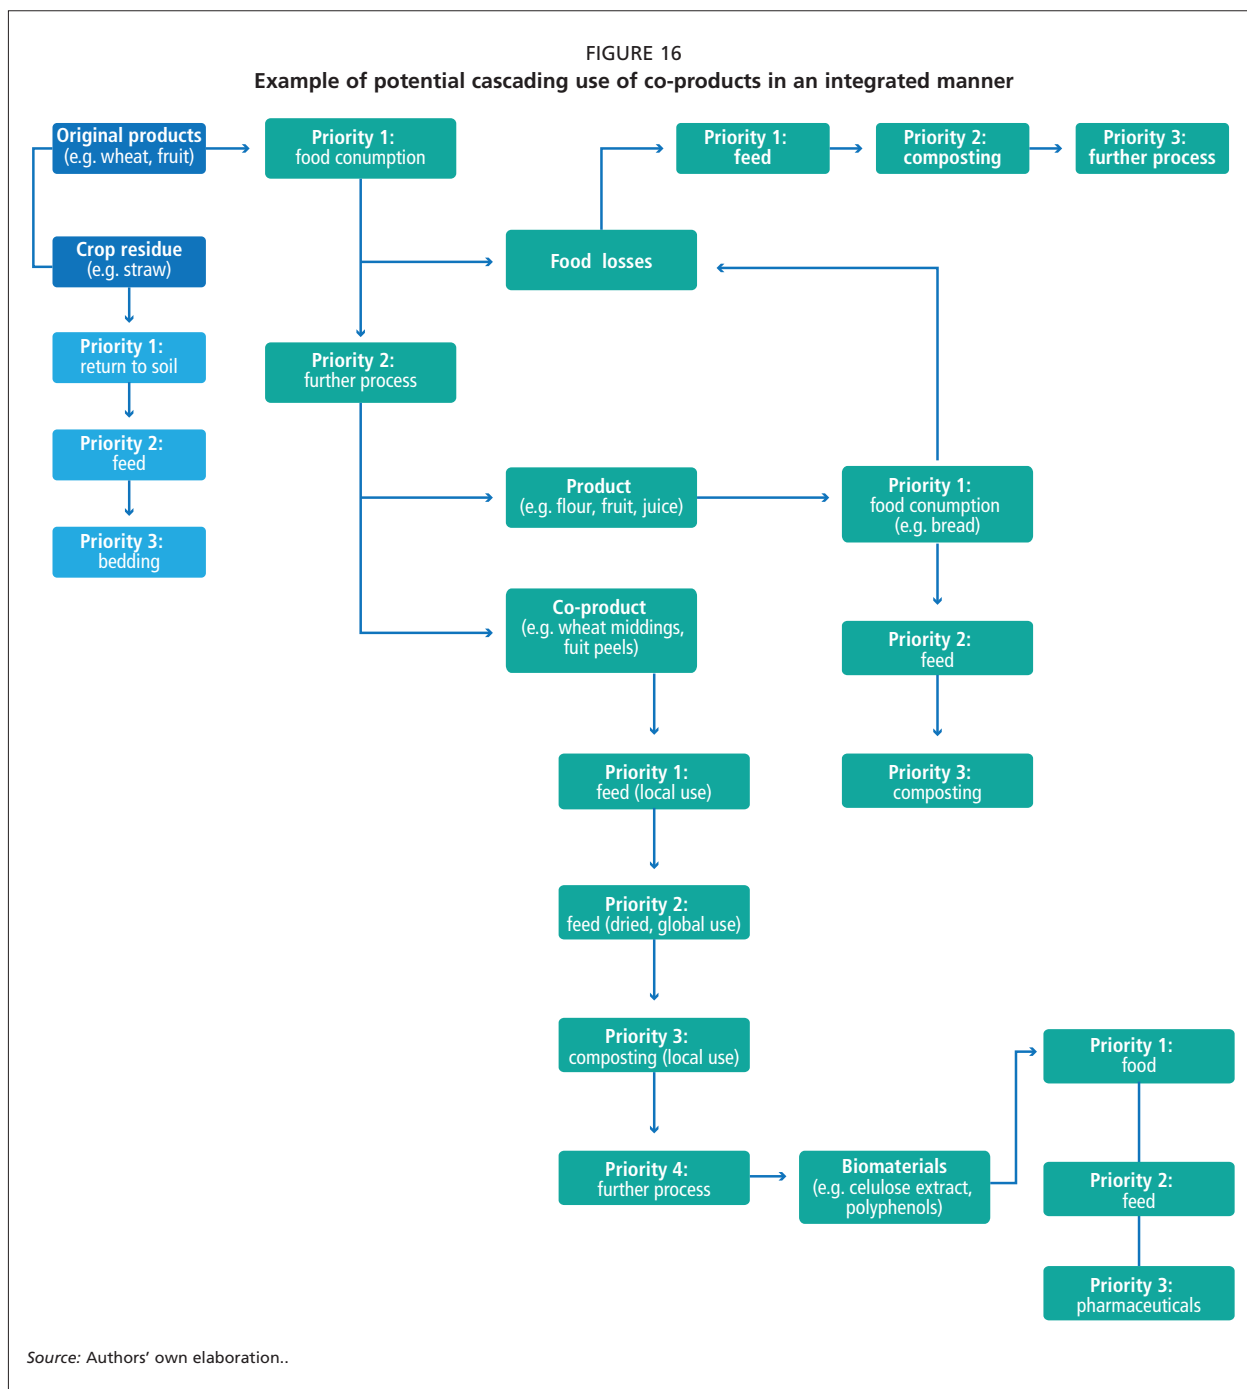 FIGURE 16
Example of potential cascading use of co-products in an integrated manner
Original products
(e.g. wheat, fruit)
Priority 1:
food conumption
Priority 1:
feed
Priority 2:
composting
Priority 3:
further process
Crop residue
(e.g. straw)
Food losses
Priority 1:
return to soil
Priority 2:
further process
Priority 2:
feed
Product
(e.g. flour, fruit, juice)
Priority 1:
food conumption
(e.g. bread)
Priority 3:
bedding
Co-product
(e.g. wheat middings,
fuit peels)
Priority 2:
feed
Priority 1:
feed (local use)
Priority 3:
composting
Priority 2:
feed (dried, global use)
Priority 3:
composting (local use)
Priority 1:
food
Priority 4:
further process
Biomaterials
(e.g. celulose extract,
polyphenols)
Priority 2:
feed
Priority 3:
pharmaceuticals
Source: Authors' own elaboration..